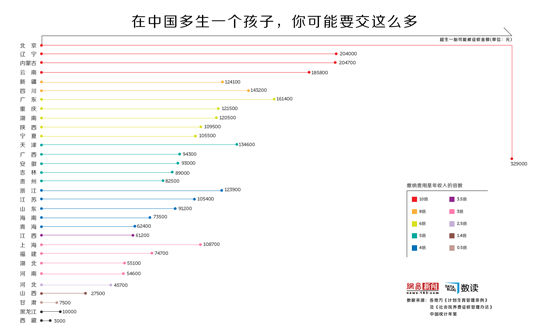 在中国多生一个孩子，你可能要交这么多
超生一胎可能被征收金额(单位：元)
北 京
辽 宁 204000
内蒙古 204700
云 南 185800
新 疆 124100
四 川 143200
广 东 161400
重 庆 121500
湖 南 120500
陕 西 109500
宁 夏 105500
天 津 134600
广 西 94300
安 徽 93000
吉 林 89000
贵 州 82500
329000
浙 江 123900
江 苏 105400
山 东 91200
海 南 73500
青 海 62400
江 西 61200
上 海 108700
福 建 74700
湖 北 55100
河 南 54600
河 北 45700
山 西 27500
甘 肃 7500
黑龙江 10000
西 藏 3000
缴纳费用是年收入的倍数
10倍 3.5倍
8倍 3倍
6倍 2.5倍
5倍 1.4倍
4倍 0.5倍
网易新闻 数读
数据来源：各地方《计划生育管理条例》
及《社会抚养费征收管理办法》
中国统计年鉴